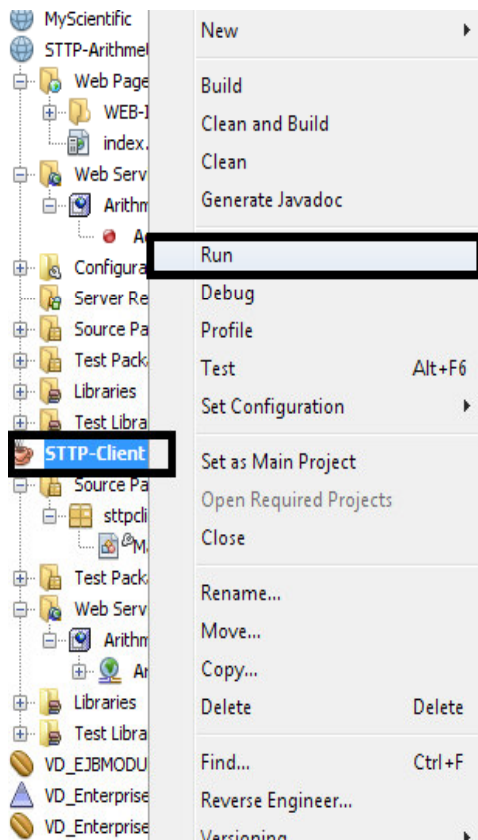 MyScientific
STTP-Arithme
Web Page
WEB-I
index.
Web Serv
Arithm
A
Configura
Server Re
Source Pa
Test Pack
Libraries
Test Libra
STTP-Client
Source Pa
sttpcli
M
Test Pack
Web Serv
Arithm
Ar
Libraries
Test Libra
VD_EJBMODU
VD_Enterprise
VD_Enterprise
New
Build
Clean and Build
Clean
Generate Javadoc
Run
Debug
Profile
Test Alt+F6
Set Configuration
Set as Main Project
Open Required Projects
Close
Rename...
Move...
Copy...
Delete Delete
Find... Ctrl+F
Reverse Engineer...
Versioning